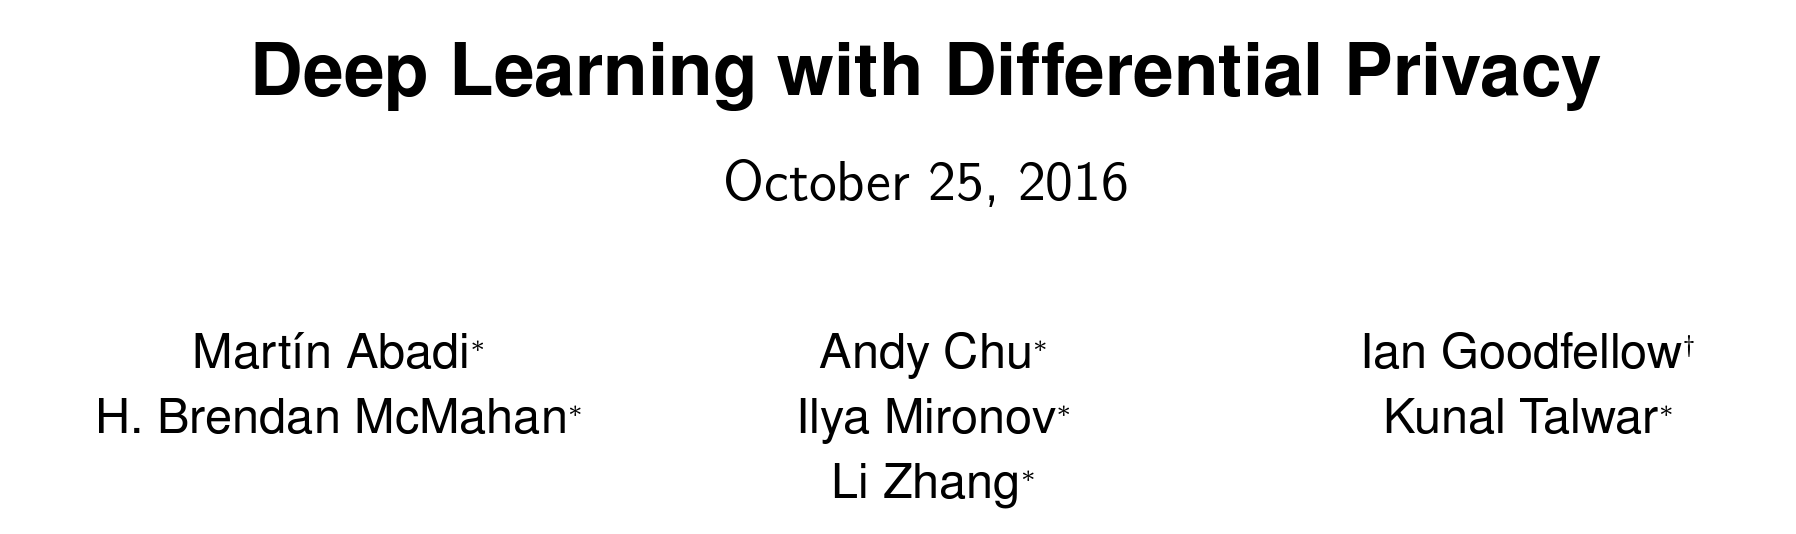 Deep Learning with Differential Privacy
October 25, 2016
Martín Abadi* Andy Chu* Ian Goodfellow†
H. Brendan McMahan* Ilya Mironov* Kunal Talwar*
Li Zhang*